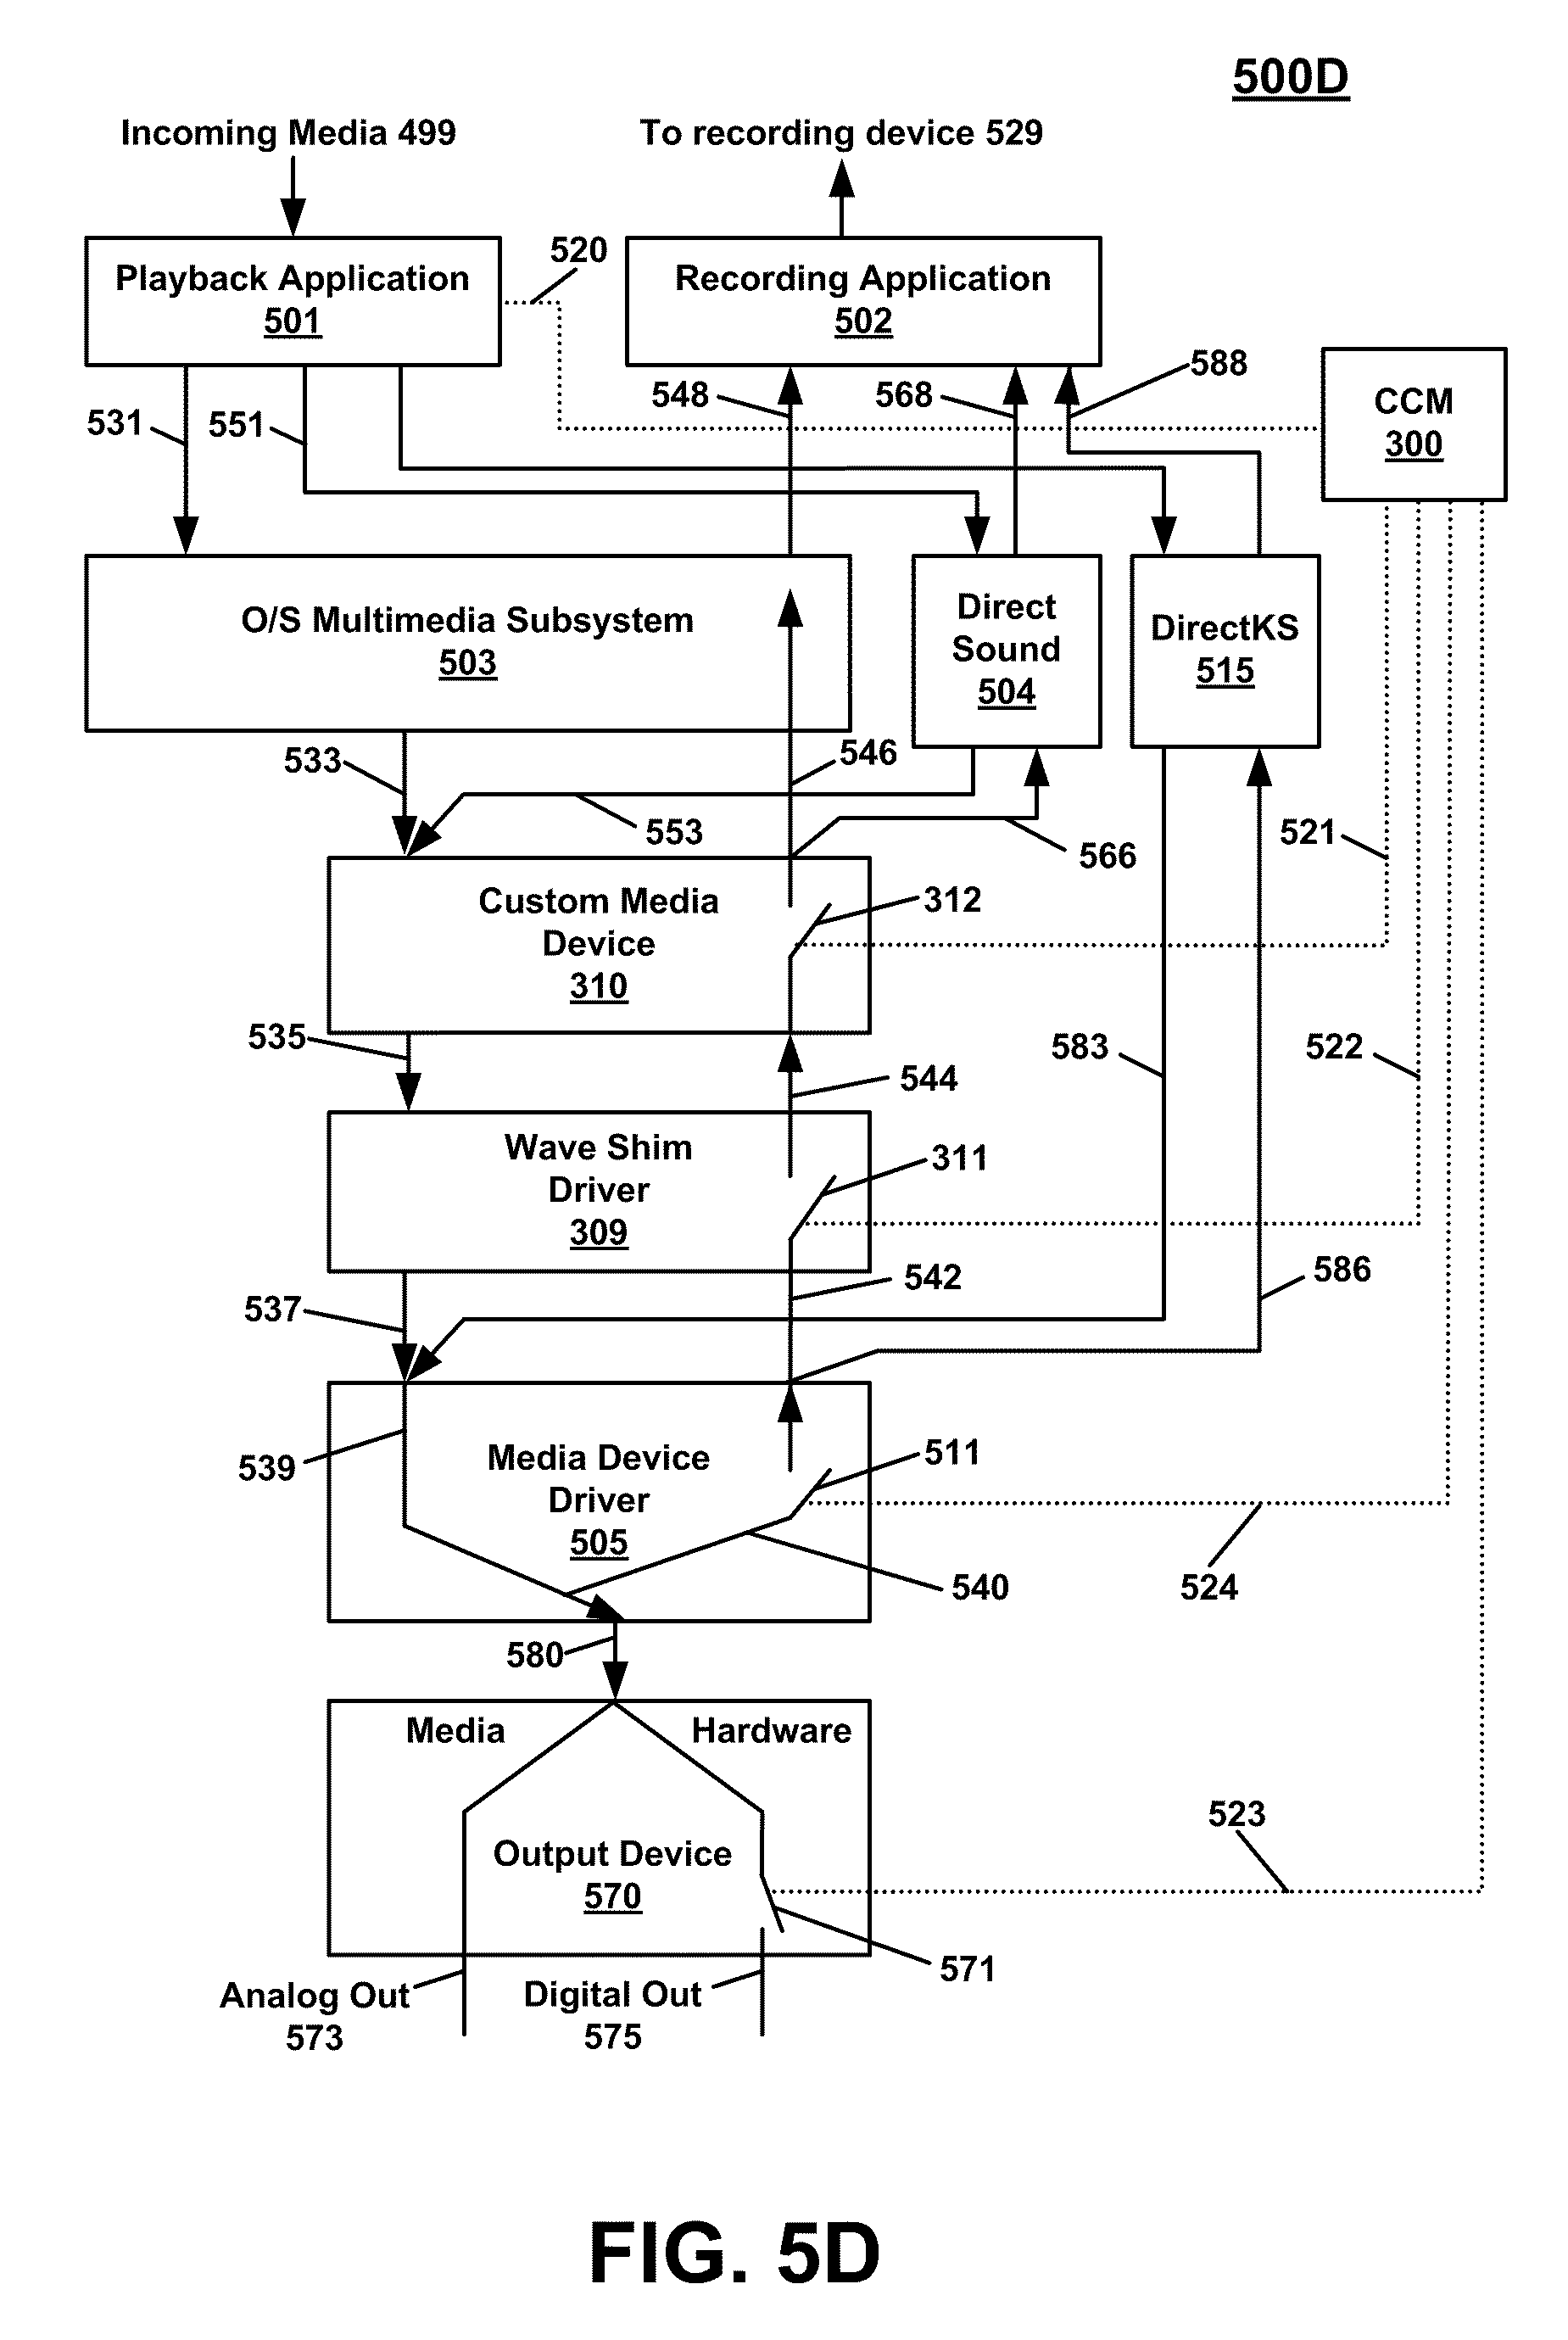 500D
Incoming Media 499
To recording device 529
Playback Application
501
520
Recording Application
502
588
CCM
300
531
551
548
568
O/S Multimedia Subsystem
503
Direct
Sound
504
DirectKS
515
533
546
553
566
521
Custom Media
Device
310
312
535
544
583
522
Wave Shim
Driver
309
311
537
542
586
539
Media Device
Driver
505
511
540
524
580
Media
Hardware
Output Device
570
523
571
Analog Out
573
Digital Out
575
FIG. 5D